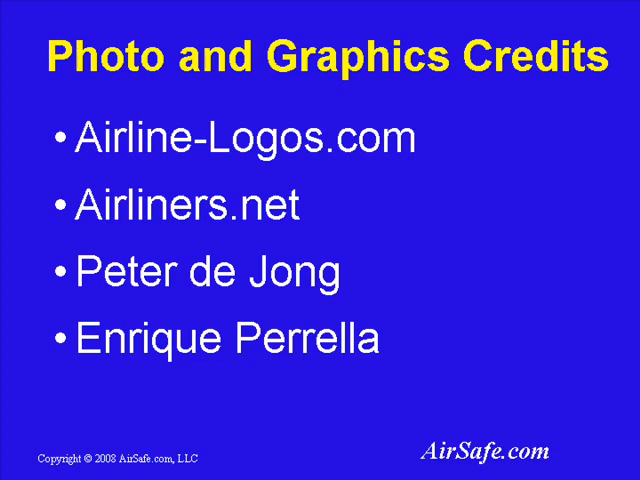 Photo and Graphics Credits
• Airline-Logos.com
• Airliners.net
• Peter de Jong
• Enrique Perrella
Copyright © 2008 AirSafe.com, LLC
AirSafe.com